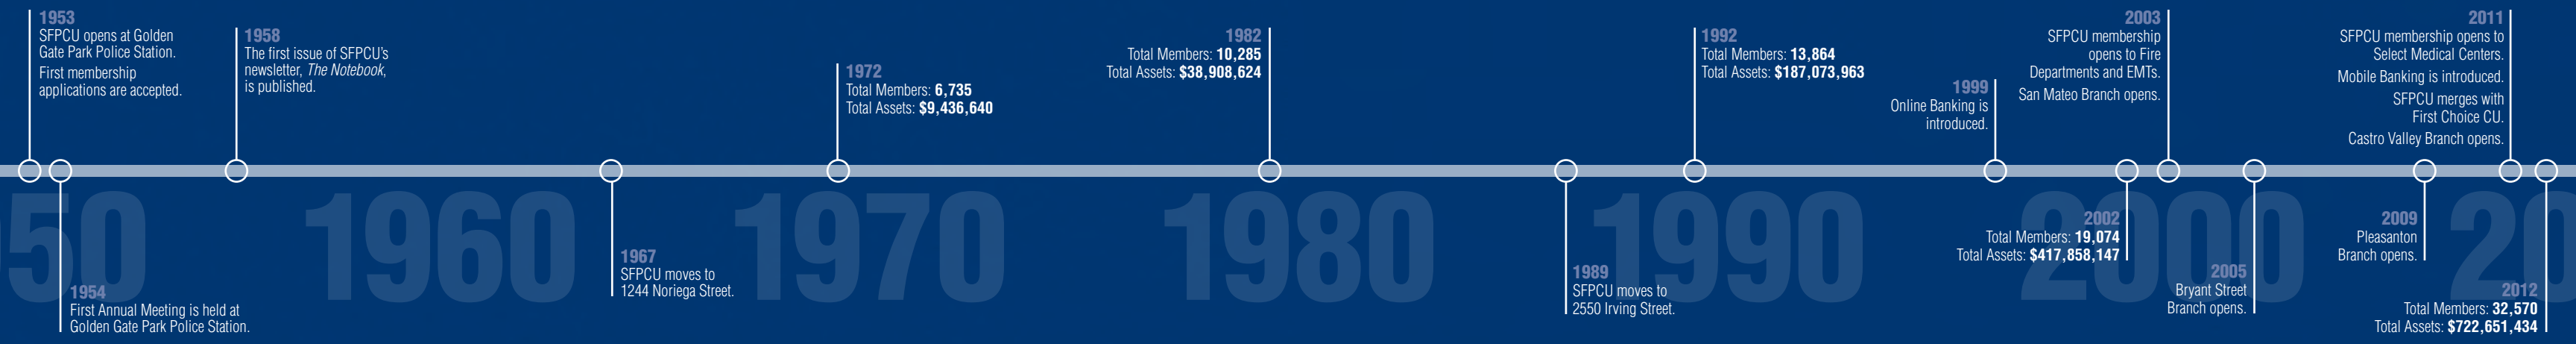 1953
SFPCU opens at Golden
Gate Park Police Station.
First membership
applications are accepted.
1954
First Annual Meeting is held at
Golden Gate Park Police Station.
1958
The first issue of SFPCU's
newsletter, The Notebook,
is published.
1967
SFPCU moves to
1244 Noriega Street.
1972
Total Members: 6,735
Total Assets: $9,436,640
1982
Total Members: 10,285
Total Assets: $38,908,624
1989
SFPCU moves to
2550 Irving Street.
1992
Total Members: 13,864
Total Assets: $187,073,963
1999
Online Banking is
introduced.
2002
Total Members: 19,074
Total Assets: $417,858,147
2003
SFPCU membership
opens to Fire
Departments and EMTs.
San Mateo Branch opens.
2005
Bryant Street
Branch opens.
2009
Pleasanton
Branch opens.
2011
SFPCU membership opens to
Select Medical Centers.
Mobile Banking is introduced.
SFPCU merges with
First Choice CU.
Castro Valley Branch opens.
2012
Total Members: 32,570
Total Assets: $722,651,434
50
1960
1970
1980
1990
2000
20